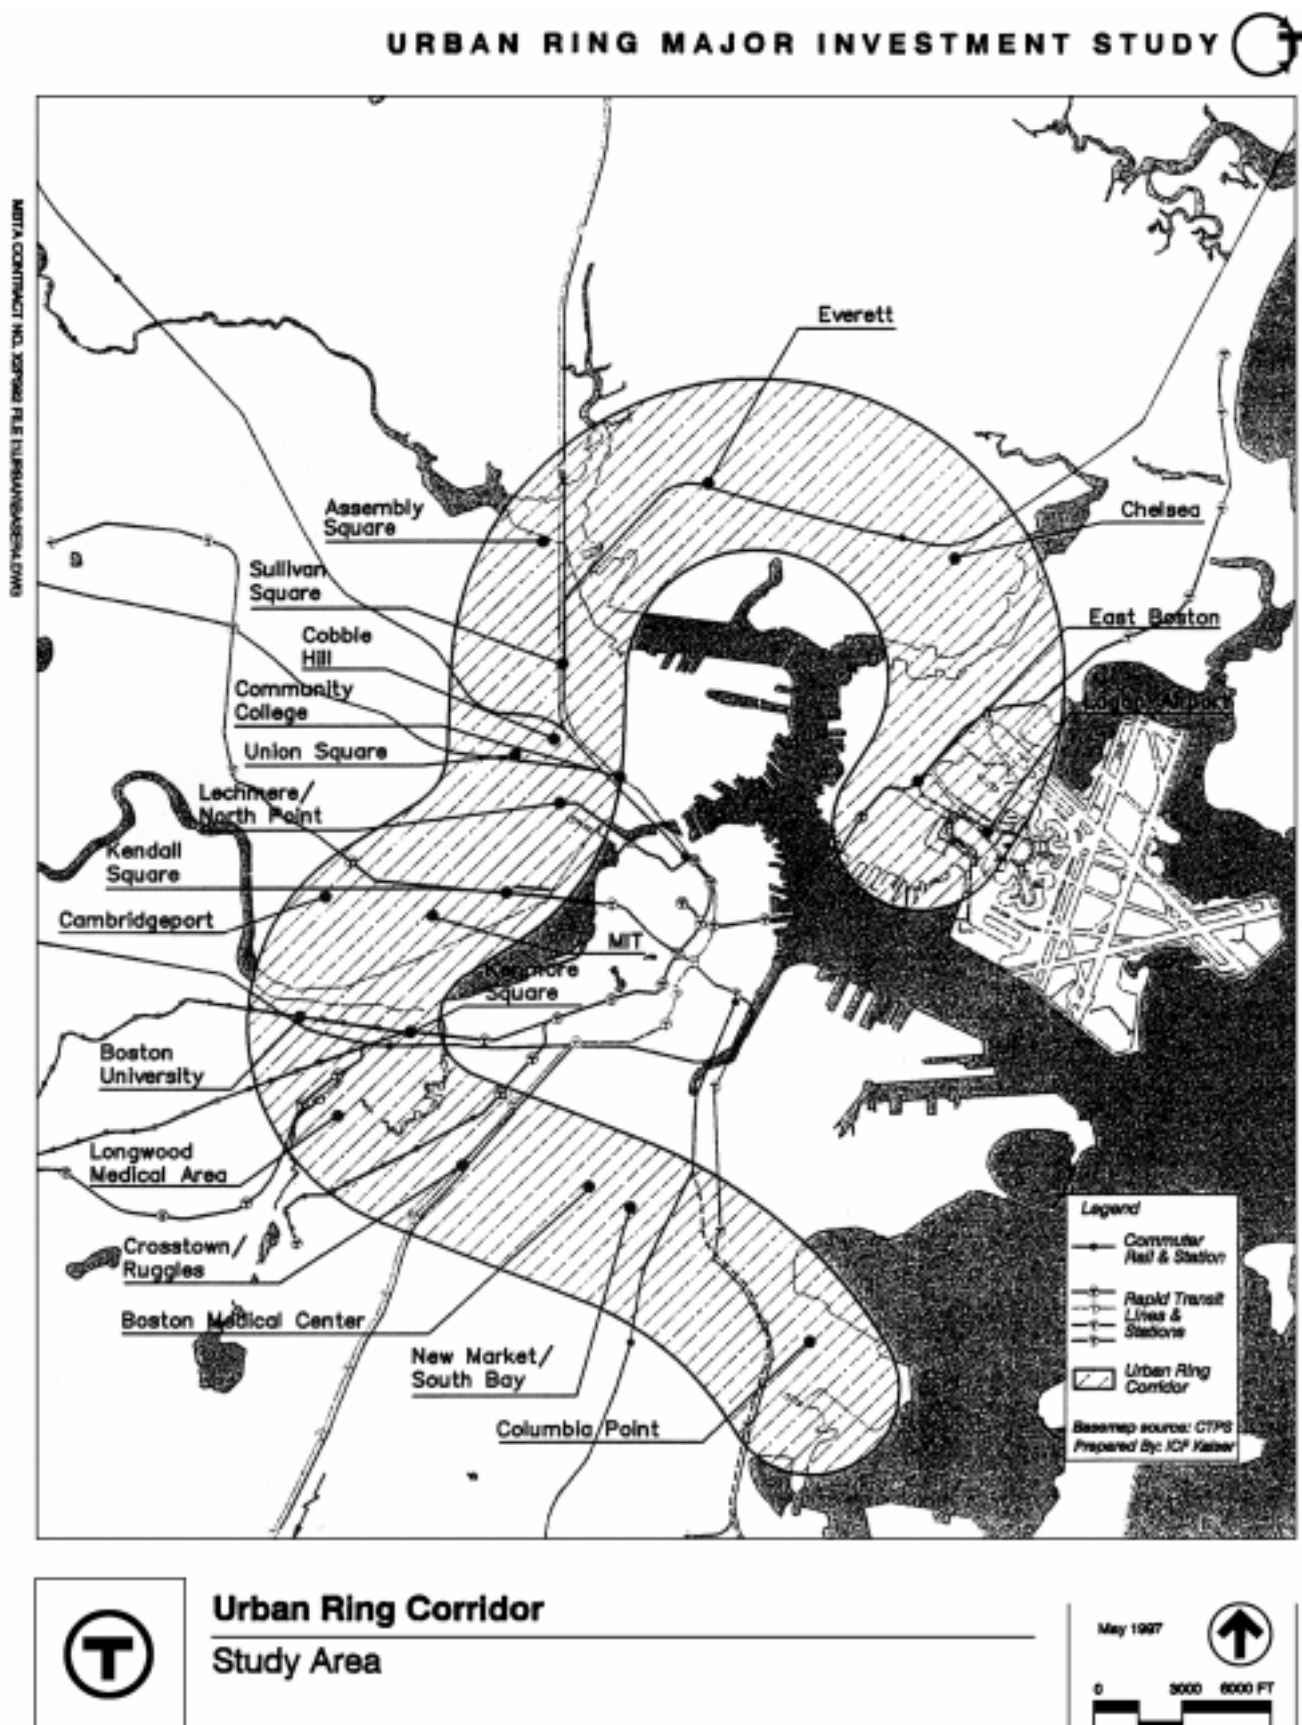 URBAN RING MAJOR INVESTMENT STUDY
T
MBTA CONTRACT NO.
Everett
Assembly
Square
Chelsea
Sullivan
Square
East Boston
Cobble
Hill
Community
College
Logan Airport
Union Square
Lechmere/
North Point
Kendall
Square
Cambridgeport
MIT
Kenmore
Square
Boston
University
Longwood
Medical Area
Crosstown/
Ruggles
Boston Medical Center
New Market/
South Bay
Columbia Point
B
A
Legend
Commuter
Rail & Station
Rapid Transit
Lines &
Stations
Urban Ring
Corridor
Basemap source: CTPS
Prepared By: ICF Kaiser
T
Urban Ring Corridor
Study Area
May 1997
0 3000 6000 FT